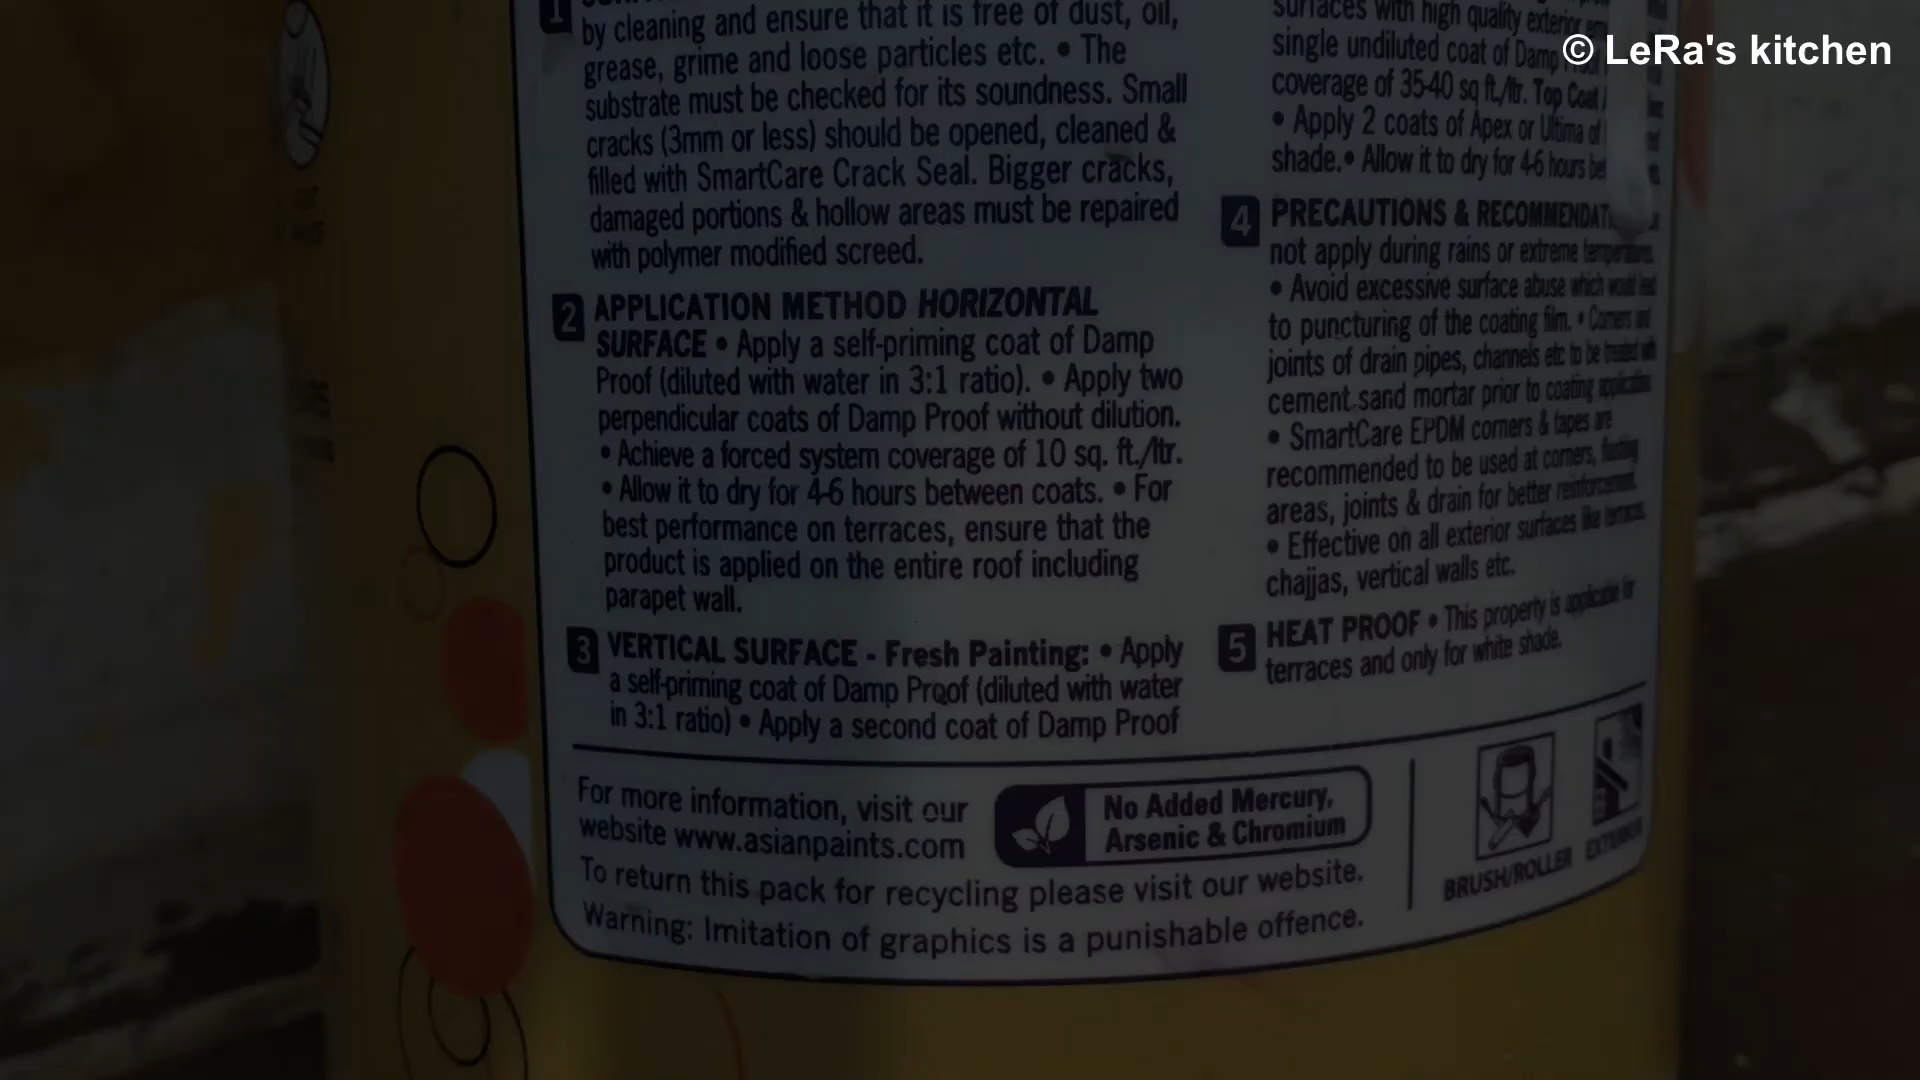 © LeRa's kitchen
1
by cleaning and ensure that it is free of dust, oil,
grease, grime and loose particles etc. • The
substrate must be checked for its soundness. Small
cracks (3mm or less) should be opened, cleaned &
filled with SmartCare Crack Seal. Bigger cracks,
damaged portions & hollow areas must be repaired
with polymer modified screed.
2 APPLICATION METHOD HORIZONTAL
SURFACE • Apply a self-priming coat of Damp
Proof (diluted with water in 3:1 ratio). • Apply two
perpendicular coats of Damp Proof without dilution.
• Achieve a forced system coverage of 10 sq. ft./ltr.
• Allow it to dry for 4-6 hours between coats. • For
best performance on terraces, ensure that the
product is applied on the entire roof including
parapet wall.
3 VERTICAL SURFACE - Fresh Painting: • Apply
a self-priming coat of Damp Proof (diluted with water
in 3:1 ratio) • Apply a second coat of Damp Proof
surfaces with high quality exterior
single undiluted coat of Damp
coverage of 35-40 sq ft./ltr. Top Coat
• Apply 2 coats of Apex or Ultima of
shade. • Allow it to dry for 4-6 hours
4 PRECAUTIONS &
not apply during rains or extreme temperatures.
• Avoid excessive surface abuse which would lead
to puncturing of the coating film. • Corners and
joints of drain pipes, channels etc to be treated with
cement sand mortar prior to coating application
• SmartCare EPDM corners & tapes are
recommended to be used at corners,
areas, joints & drain for better reinforcement.
• Effective on all exterior surfaces like terraces,
chajjas, vertical walls etc.
5 HEAT PROOF • This property is applicable for
terraces and only for white shade.
For more information, visit our
website www.asianpaints.com
No Added Mercury,
Arsenic & Chromium
To return this pack for recycling please visit our website.
Warning: Imitation of graphics is a punishable offence.
BRUSH/ROLLER
EXTERIOR